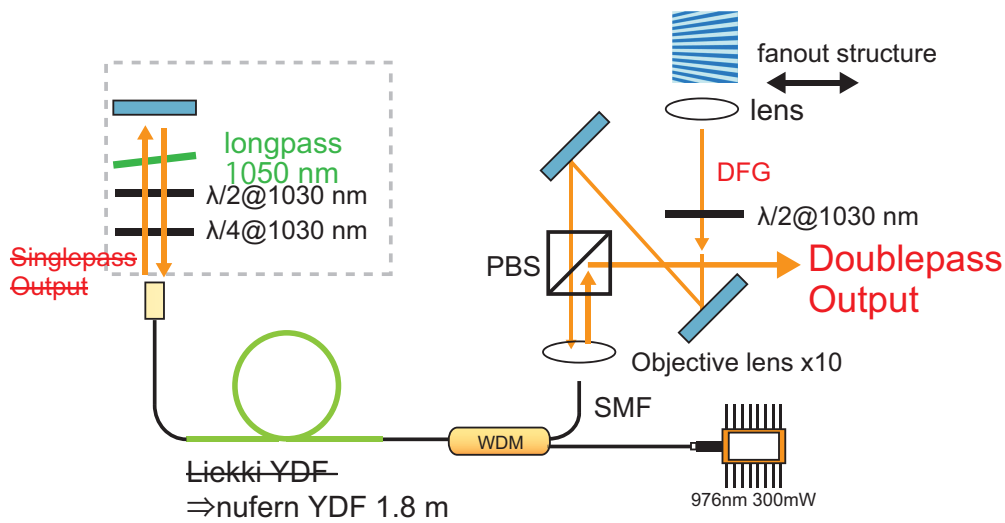 fanout structure
lens
longpass
1050 nm
DFG
λ/2@1030 nm
λ/2@1030 nm
λ/4@1030 nm
Singlepass
Output
PBS
Doublepass
Output
Objective lens x10
SMF
WDM
Liekki YDF
⇒nufern YDF 1.8 m
976nm 300mW